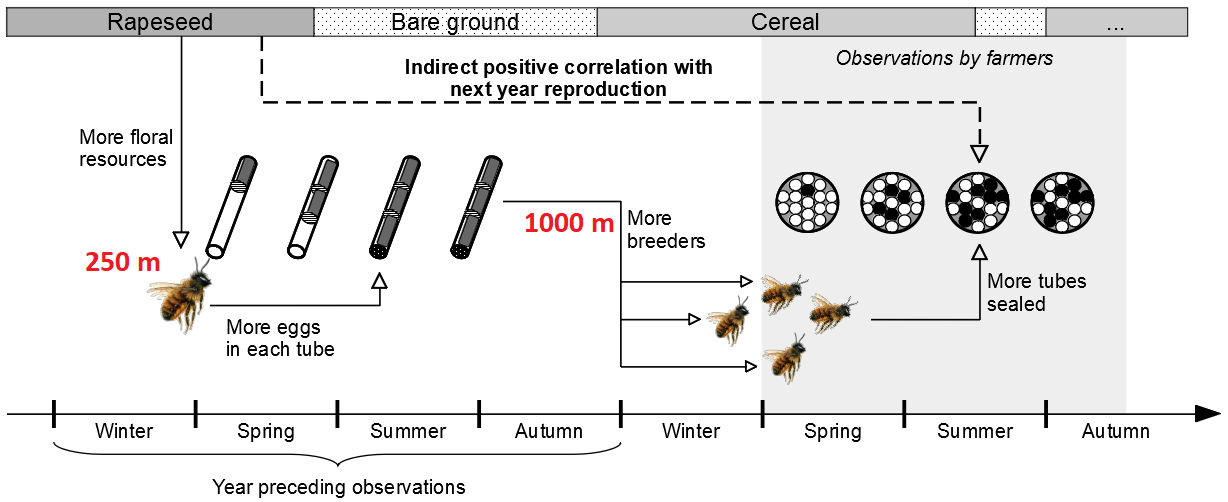 Rapeseed
Bare ground
Cereal
...
Observations by farmers
Indirect positive correlation with
next year reproduction
More floral
resources
250 m
More eggs
in each tube
1000 m
More
breeders
More tubes
sealed
Winter
Spring
Summer
Autumn
Winter
Spring
Summer
Autumn
Year preceding observations